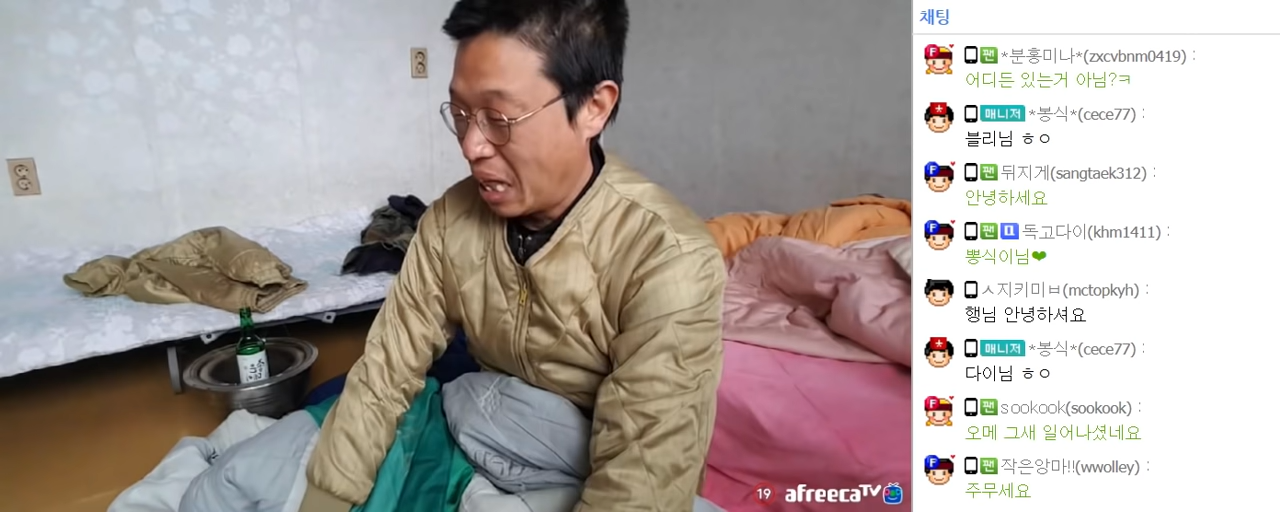 채팅
*분홍미나*(zxcvbnm0419) :
어디든 있는거 아님?ㅋ
매니저 *봉식*(cece77) :
블리님 ㅎㅇ
팬 뒤지게(sangtaek312) :
안녕하세요
팬 독고다이(khm1411) :
뽕식이님❤
ㅅ지키미ㅂ(mctopkyh) :
행님 안녕하셔요
매니저 *봉식*(cece77) :
다이님 ㅎㅇ
팬 sookook(sookook) :
오메 그새 일어나셨네요
팬 작은앙마!!(wwolley) :
주무세요
19 afreecaTV